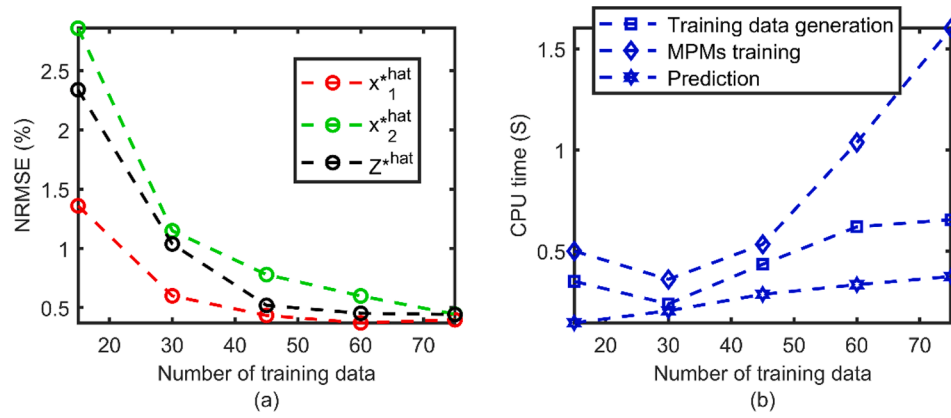 2.5
2
1.5
1
0.5
NRMSE (%)
x*hat1
x*hat2
Z*hat
20 30 40 50 60 70
Number of training data
(a)
1.5
1
0.5
CPU time (S)
Training data generation
MPMs training
Prediction
20 30 40 50 60 70
Number of training data
(b)